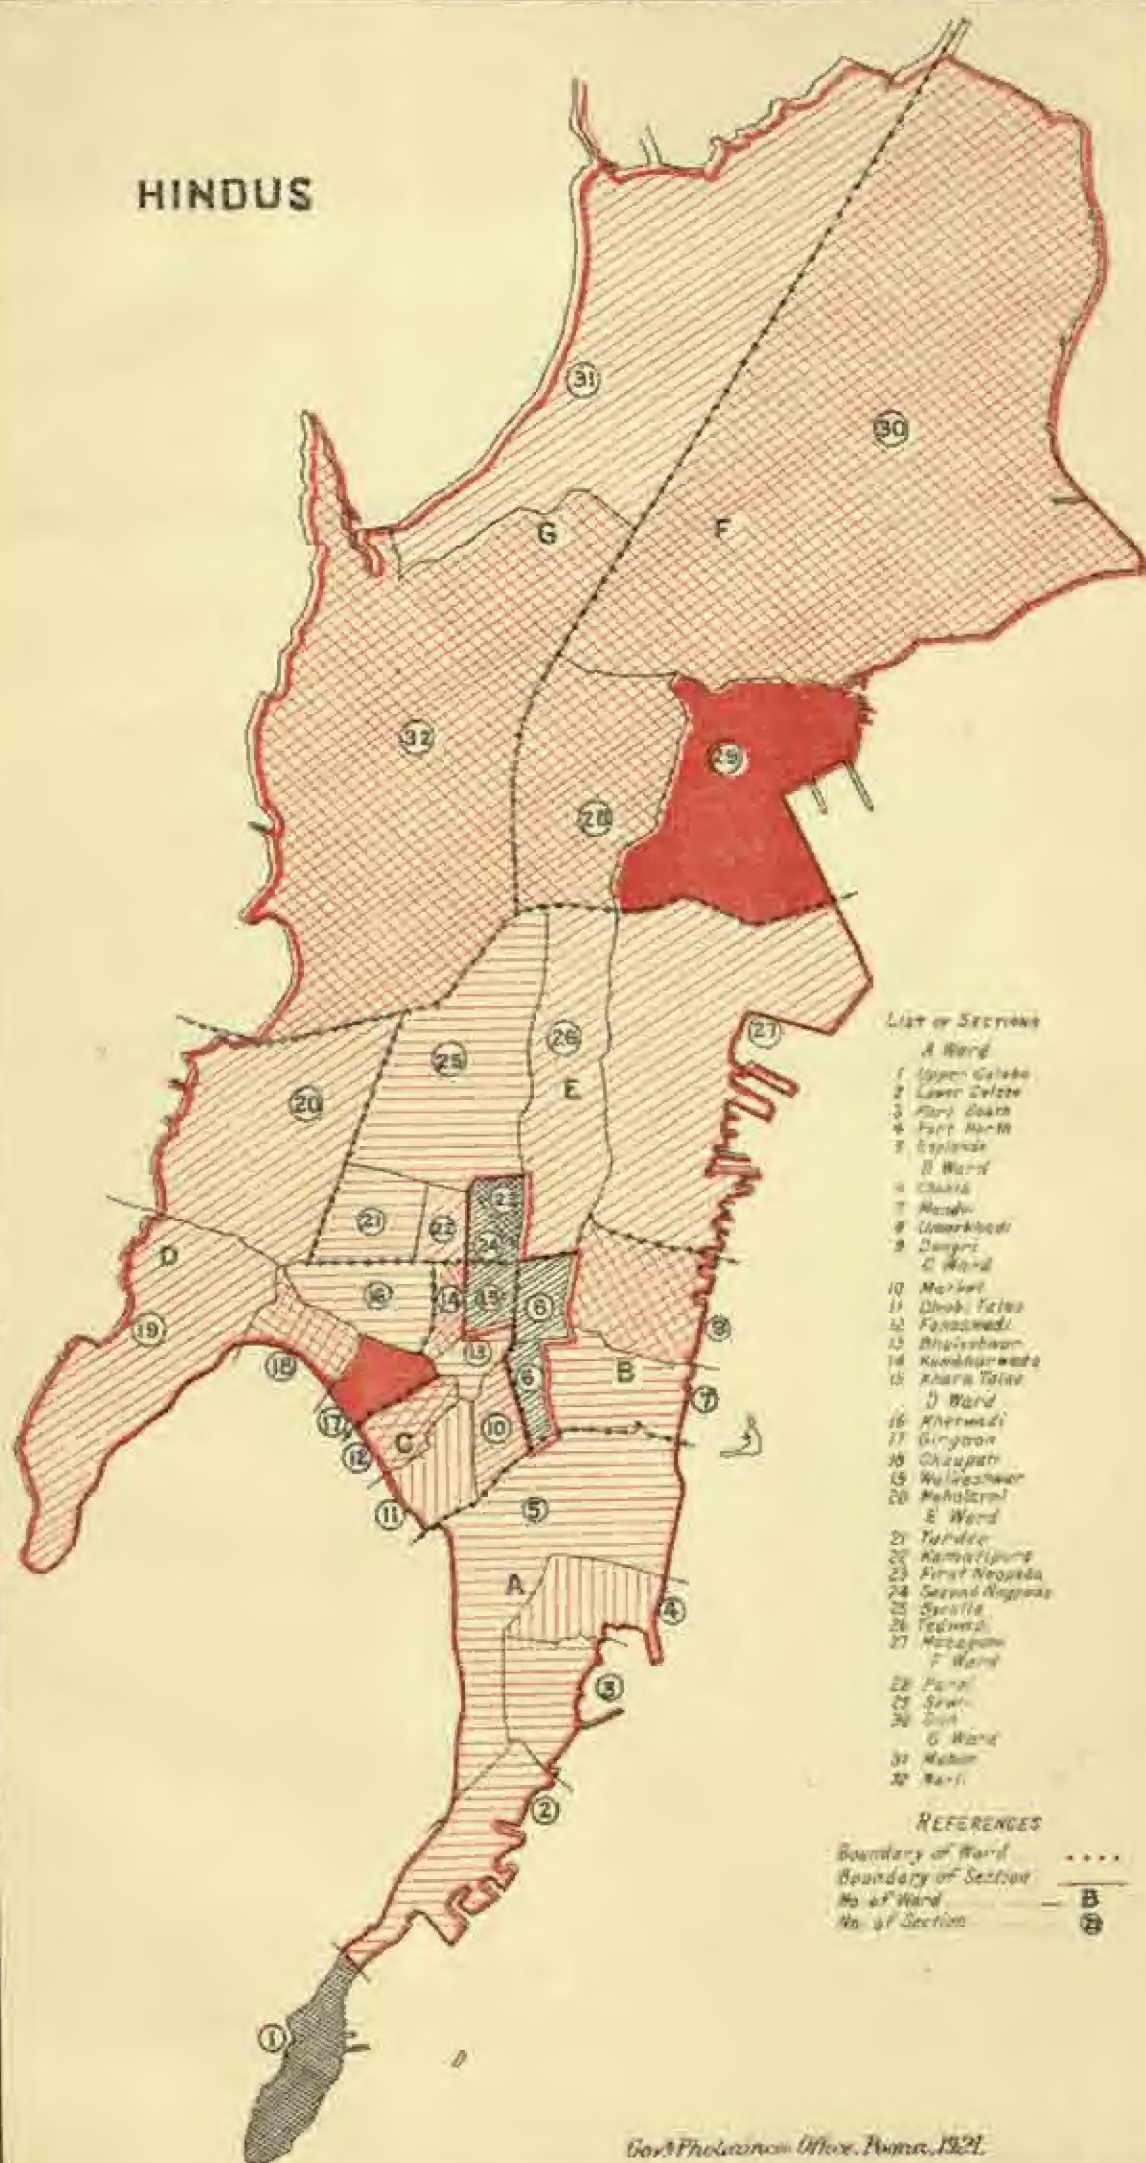 HINDUS
31
30
G
F
32
29
28
27
26
25
E
20
21
22
23
24
D
16
14
15
6
19
13
8
18
6
B
7
17
10
C
12
5
11
A
4
3
2
1
LIST OF SECTIONS
A Ward
1 Upper Colaba
2 Lower Colaba
3 Fort South
4 Fort North
5 Esplanade
B Ward
6 Chakla
7 Mandvi
8 Umerkhadi
9 Dongri
C Ward
10 Market
11 Dhobi Talao
12 Fanaswadi
13 Bhuleshwar
14 Kumbharwada
15 Khara Talao
D Ward
16 Khetwadi
17 Girgaon
18 Chaupati
19 Walkeshwar
20 Mahalaxmi
E Ward
21 Tardeo
22 Kamatipura
23 First Nagpada
24 Second Nagpada
25 Byculla
26
27 Mazagaon
F Ward
28 Parel
29 Sewri
30 Sion
G Ward
31 Mahim
32 Worli
REFERENCES
Boundary of Ward
Boundary of Section
No of Ward B
No of Section
Office, Poona, 1921.